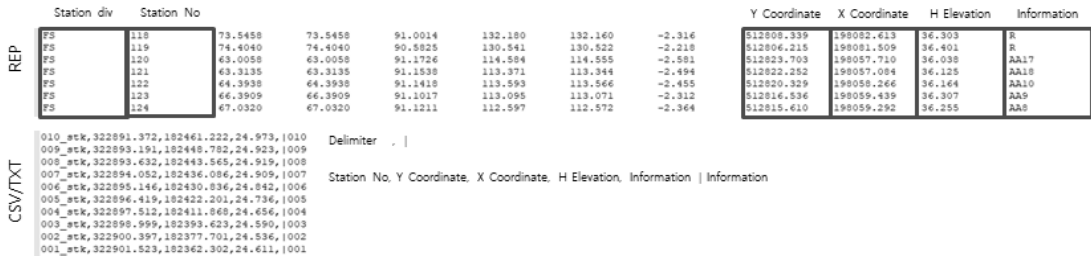 Station div Station No Y Coordinate X Coordinate H Elevation Information
REP
FS 118 73.5458 73.5458 91.0014 132.180 132.160 -2.316 512808.339 198082.613 36.303 R
FS 119 74.4040 74.4040 90.5825 130.541 130.522 -2.218 512806.215 198081.509 36.401 R
FS 120 63.0058 63.0058 91.1726 114.584 114.555 -2.581 512823.703 198057.710 36.038 AA17
FS 121 63.3135 63.3135 91.1538 113.371 113.344 -2.494 512822.252 198057.084 36.125 AA18
FS 122 64.3938 64.3938 91.1418 113.593 113.566 -2.455 512820.329 198058.266 36.164 AA10
FS 123 66.3909 66.3909 91.1017 113.095 113.071 -2.312 512816.536 198059.439 36.307 AA9
FS 124 67.0320 67.0320 91.1211 112.597 112.572 -2.364 512815.610 198059.292 36.255 AA8
CSV/TXT
010_stk,322891.372,182461.222,24.973,|010
009_stk,322893.191,182448.782,24.923,|009
008_stk,322893.632,182443.565,24.919,|008
007_stk,322894.052,182436.086,24.909,|007
006_stk,322895.146,182430.836,24.842,|006
005_stk,322896.419,182422.201,24.736,|005
004_stk,322897.512,182411.868,24.656,|004
003_stk,322898.999,182393.623,24.590,|003
002_stk,322900.397,182377.701,24.536,|002
001_stk,322901.523,182362.302,24.611,|001
Delimiter , |
Station No, Y Coordinate, X Coordinate, H Elevation, Information | Information